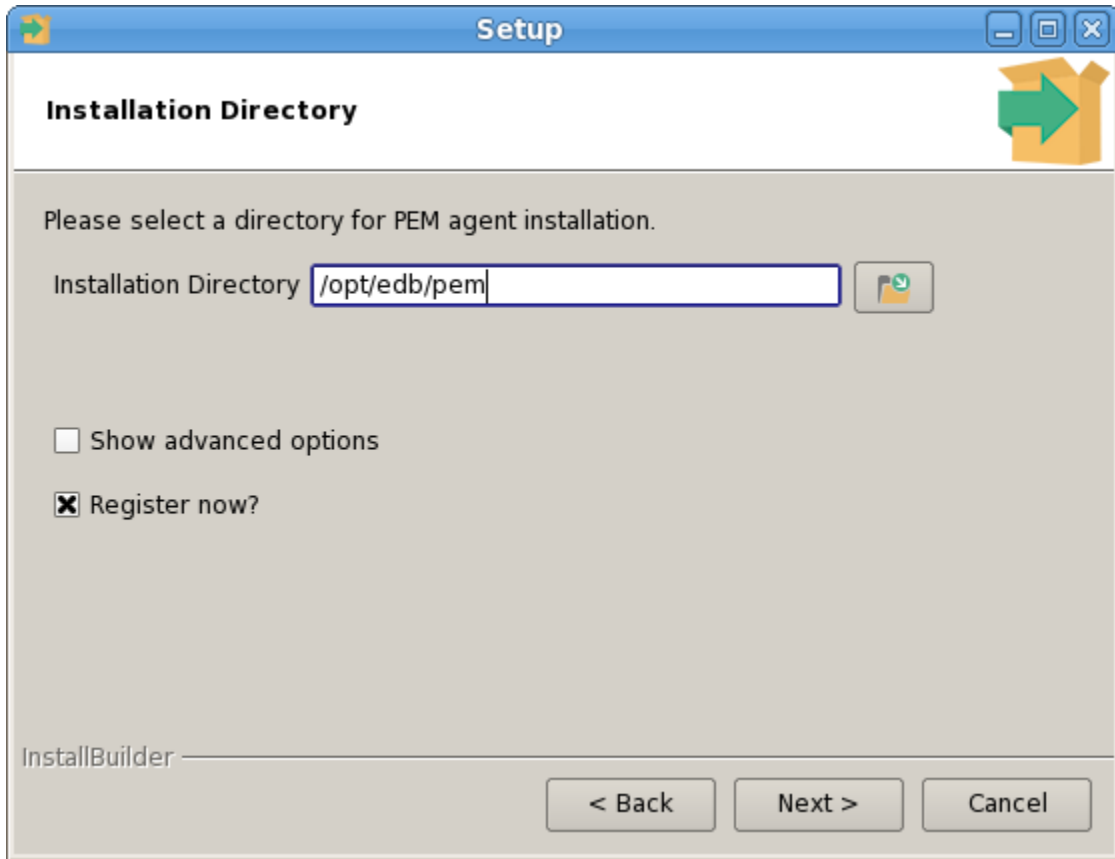 Setup
Installation Directory
Please select a directory for PEM agent installation.
Installation Directory /opt/edb/pem
Show advanced options
Register now?
InstallBuilder
< Back Next > Cancel